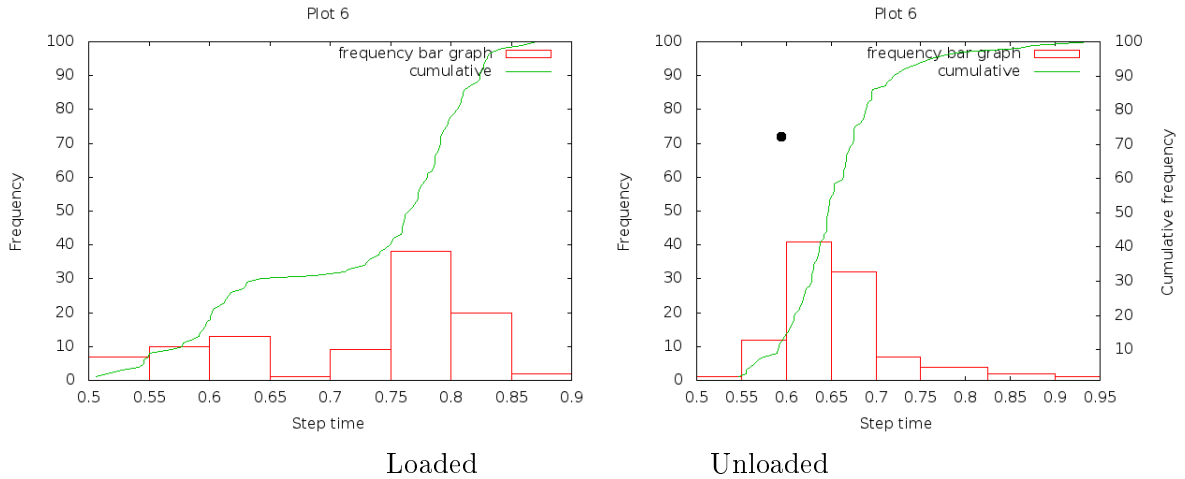 Plot 6
frequency bar graph
cumulative
100
90
80
70
60
50
40
30
20
10
0
Frequency
0.5 0.55 0.6 0.65 0.7 0.75 0.8 0.85 0.9
Step time
Loaded
Plot 6
frequency bar graph
cumulative
100
90
80
70
60
50
40
30
20
10
0
Frequency
100
90
80
70
60
50
40
30
20
10
Cumulative frequency
0.5 0.55 0.6 0.65 0.7 0.75 0.8 0.85 0.9 0.95
Step time
Unloaded